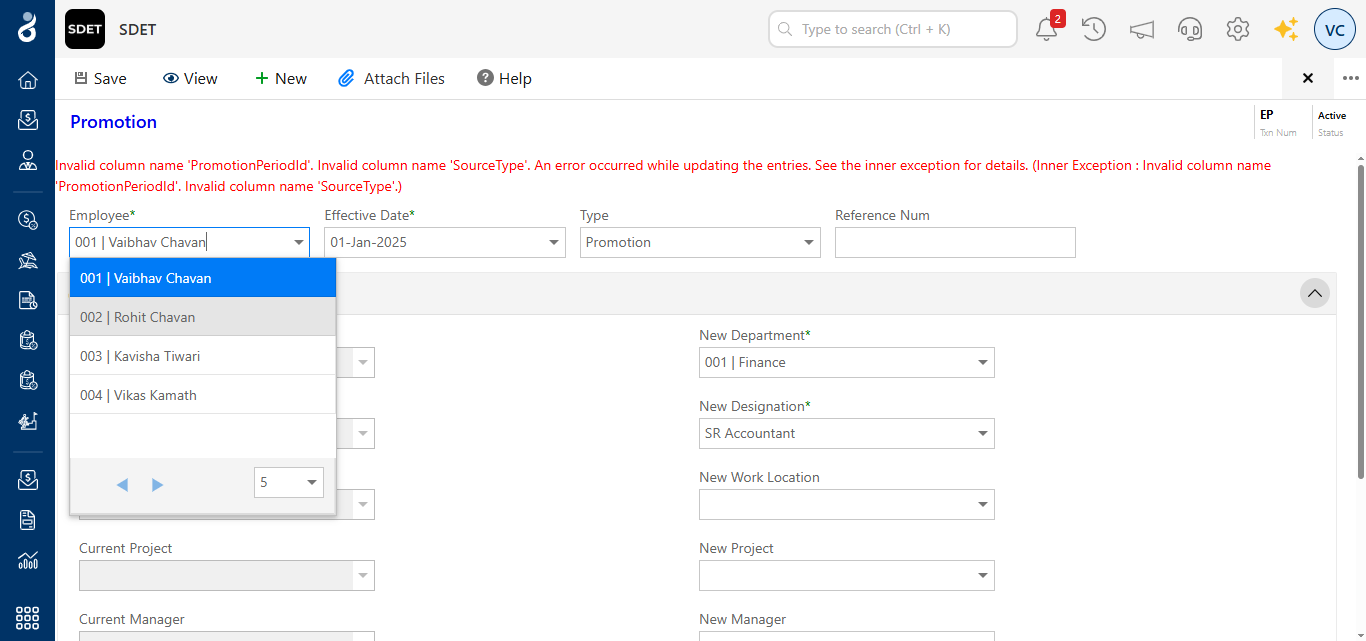 SDET SDET Type to search (Ctrl + K) 2 VC
Save View New Attach Files Help
Promotion
EP
Txn Num
Active
Status
Invalid column name 'PromotionPeriodId'. Invalid column name 'SourceType'. An error occurred while updating the entries. See the inner exception for details. (Inner Exception : Invalid column name
'PromotionPeriodId'. Invalid column name 'SourceType'.)
Employee* Effective Date* Type Reference Num
001 | Vaibhav Chavan 01-Jan-2025 Promotion
001 | Vaibhav Chavan
002 | Rohit Chavan
003 | Kavisha Tiwari
004 | Vikas Kamath
5
New Department*
001 | Finance
New Designation*
SR Accountant
New Work Location
Current Project New Project
Current Manager New Manager